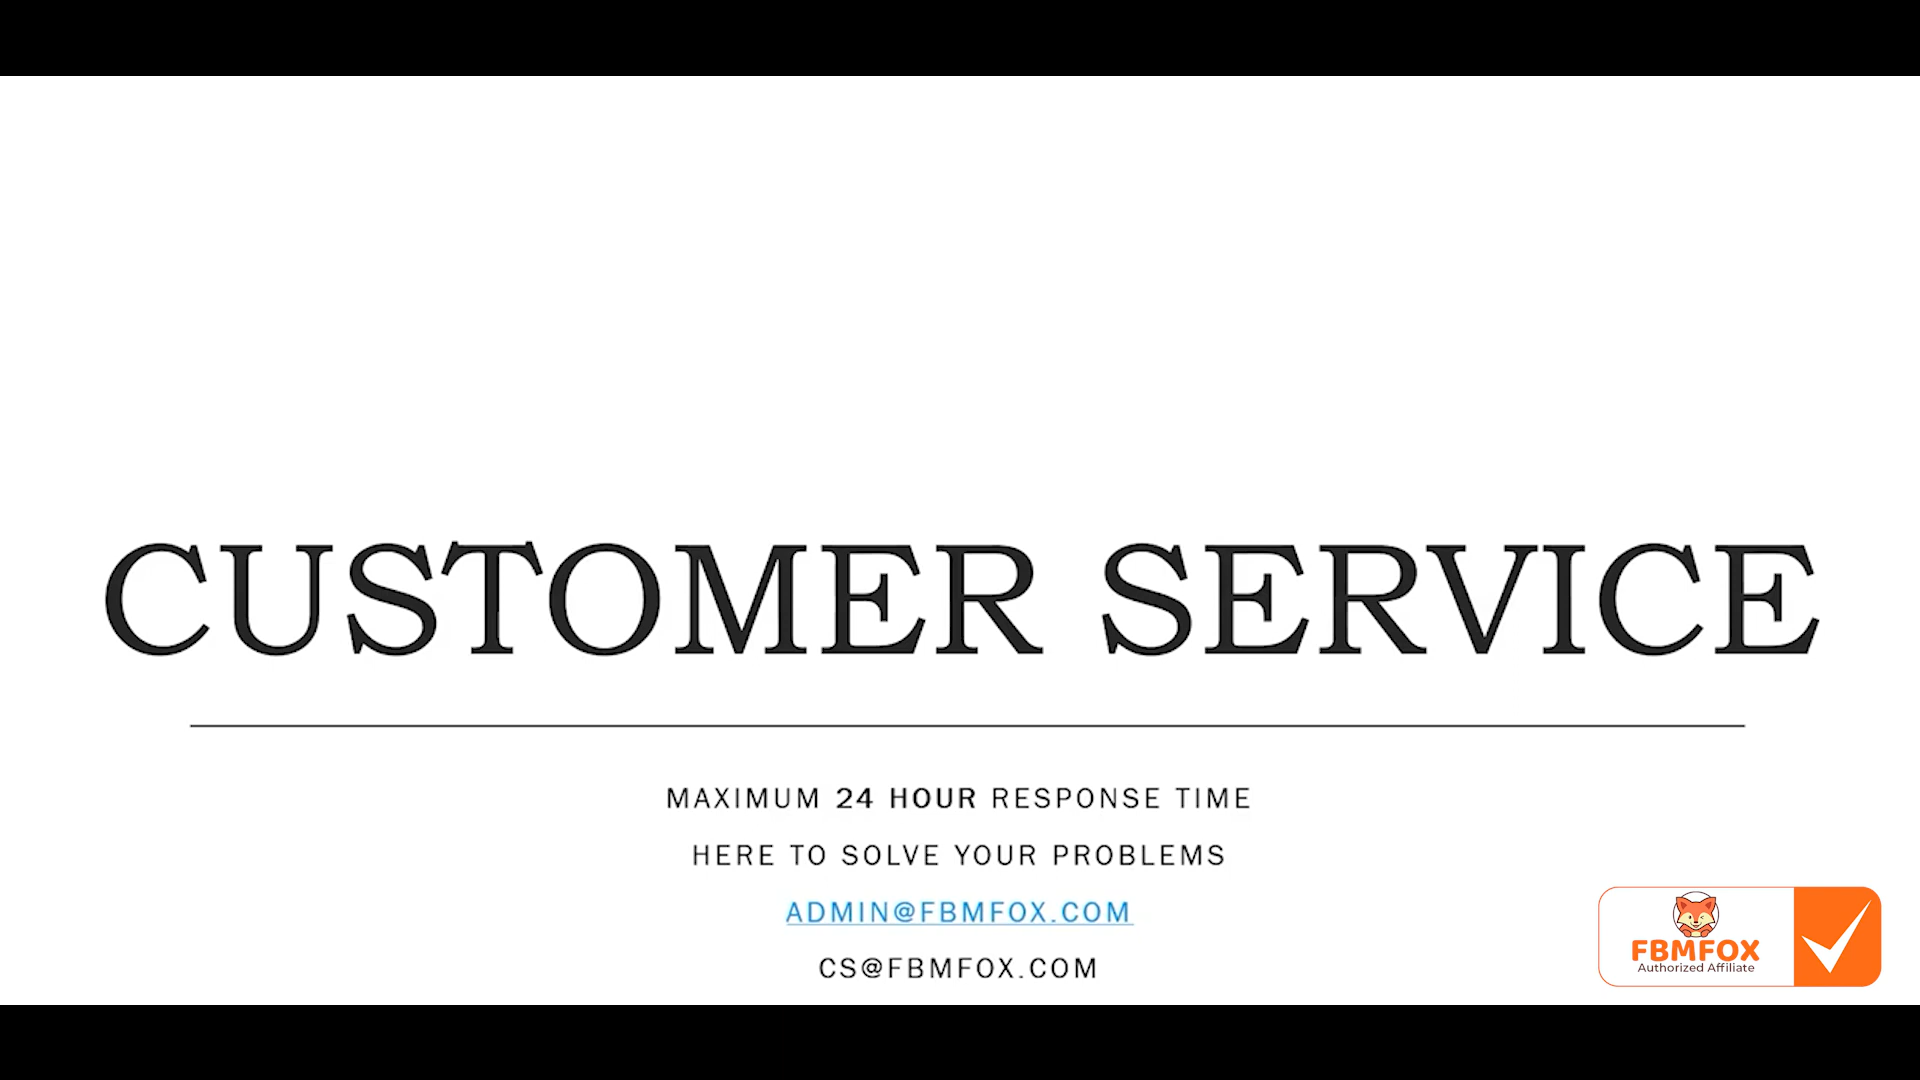 CUSTOMER SERVICE
MAXIMUM 24 HOUR RESPONSE TIME
HERE TO SOLVE YOUR PROBLEMS
ADMIN@FBMFOX.COM
CS@FBMFOX.COM
FBMFOX
Authorized Affiliate